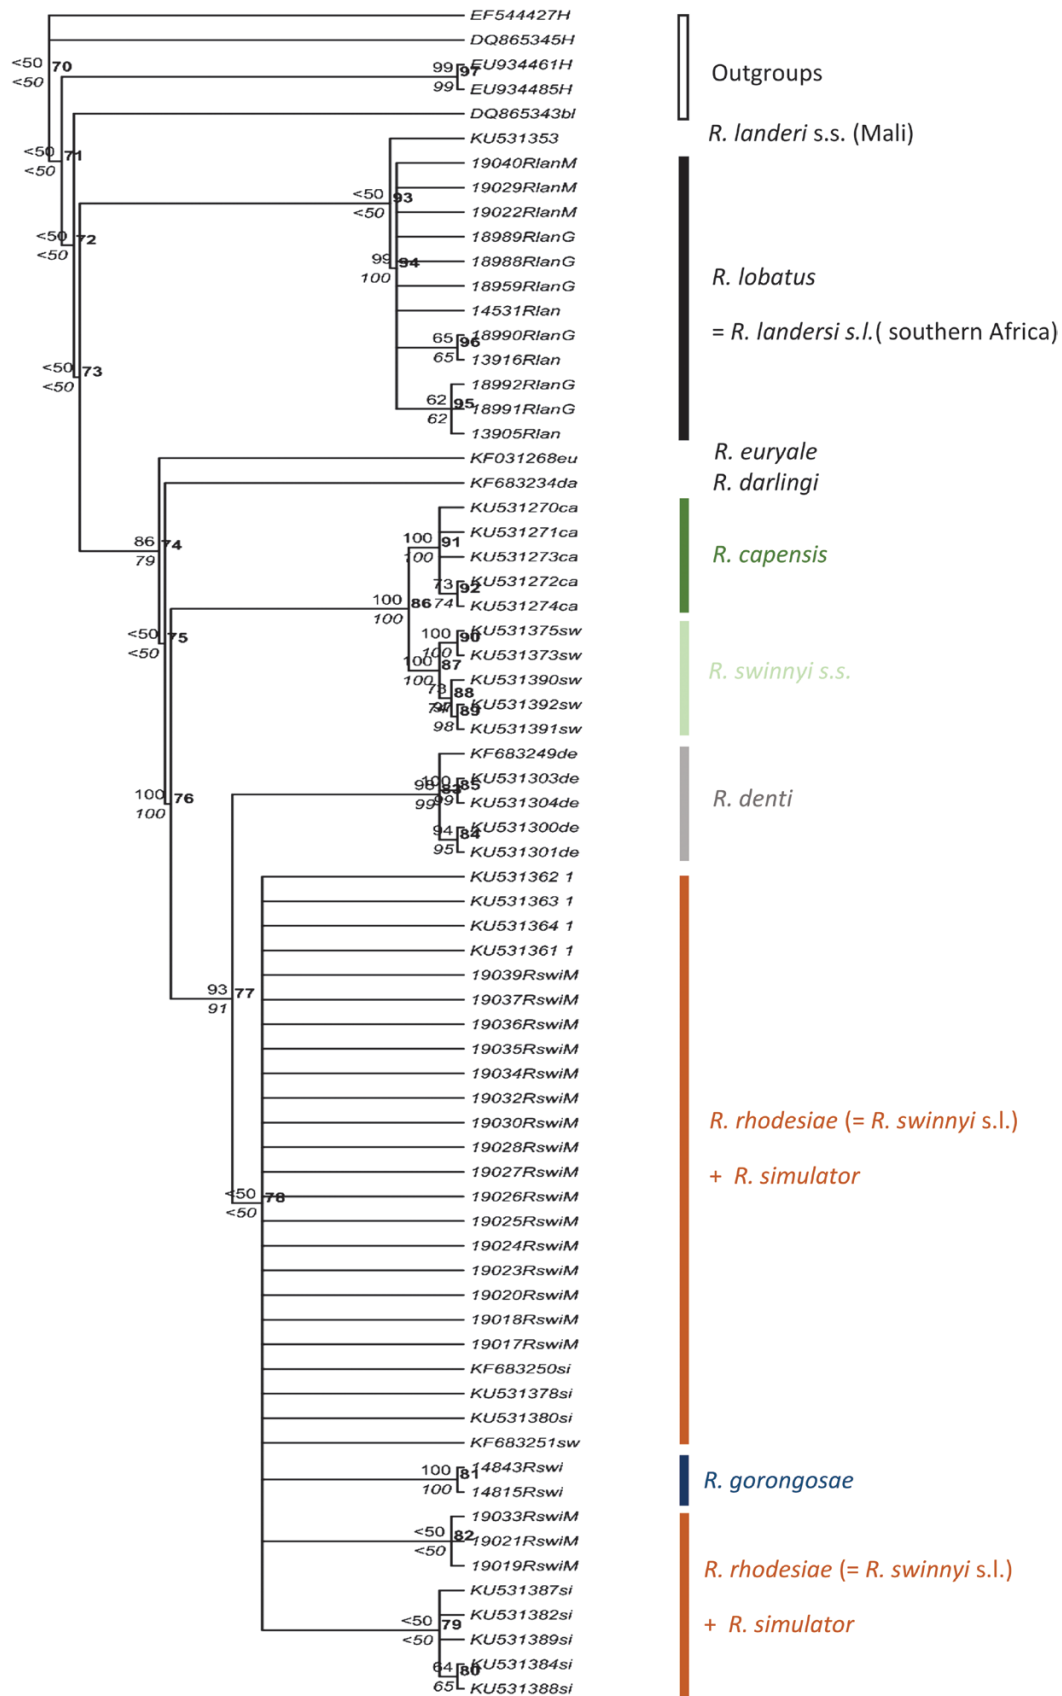 EF544427H
DQ865345H
<50 70
<50
EU934461H
99 97
99
EU934485H
Outgroups
DQ865343bl
R. landeri s.s. (Mali)
KU531353
<50 71
<50
19040RlanM
19029RlanM
<50 93
<50
19022RlanM
<50 72
<50
18989RlanG
99 94
100
18988RlanG
R. lobatus
18959RlanG
14531Rlan
= R. landersi s.l.( southern Africa)
18990RlanG
65 96
65
13916Rlan
<50 73
<50
18992RlanG
62 95
62
18991RlanG
13905Rlan
KF031268eu
R. euryale
KF683234da
R. darlingi
KU531270ca
KU531271ca
100 91
100
86 74
79
KU531273ca
R. capensis
KU531272ca
73 92
74
KU531274ca
100 86
100
KU531375sw
100 90
100
<50 75
<50
KU531373sw
100 87
100
KU531390sw
R. swinnyi s.s.
73 88
74
KU531392sw
97 89
98
KU531391sw
KF683249de
KU531303de
100 85
99
98 83
99
KU531304de
R. denti
100 76
100
KU531300de
94 84
95
KU531301de
KU531362 1
KU531363 1
KU531364 1
KU531361 1
19039RswiM
93 77
91
19037RswiM
19036RswiM
19035RswiM
19034RswiM
19032RswiM
19030RswiM
R. rhodesiae (= R. swinnyi s.l.)
19028RswiM
19027RswiM
+ R. simulator
<50 78
<50
19026RswiM
19025RswiM
19024RswiM
19023RswiM
19020RswiM
19018RswiM
19017RswiM
KF683250si
KU531378si
KU531380si
KF683251sw
14843Rswi
100 81
100
R. gorongosae
14815Rswi
19033RswiM
<50 82
<50
19021RswiM
19019RswiM
R. rhodesiae (= R. swinnyi s.l.)
KU531387si
KU531382si
<50 79
<50
+ R. simulator
KU531389si
KU531384si
64 80
65
KU531388si